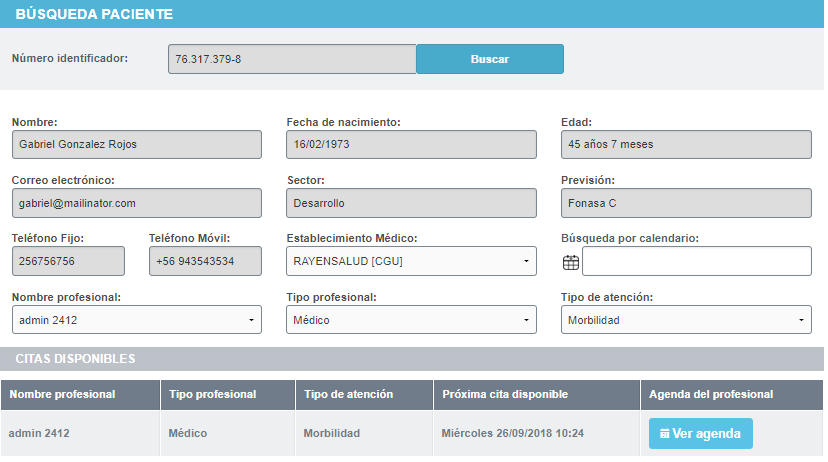 BÚSQUEDA PACIENTE
Número identificador: 76.317.379-8 Buscar
Nombre: Fecha de nacimiento: Edad:
Gabriel Gonzalez Rojos 16/02/1973 45 años 7 meses
Correo electrónico: Sector: Previsión:
gabriel@mailinator.com Desarrollo Fonasa C
Teléfono Fijo: Teléfono Móvil: Establecimiento Médico: Búsqueda por calendario:
256756756 +56 943543534 RAYENSALUD [CGU]
Nombre profesional: Tipo profesional: Tipo de atención:
admin 2412 Médico Morbilidad
CITAS DISPONIBLES
Nombre profesional Tipo profesional Tipo de atención Próxima cita disponible Agenda del profesional
admin 2412 Médico Morbilidad Miércoles 26/09/2018 10:24 Ver agenda